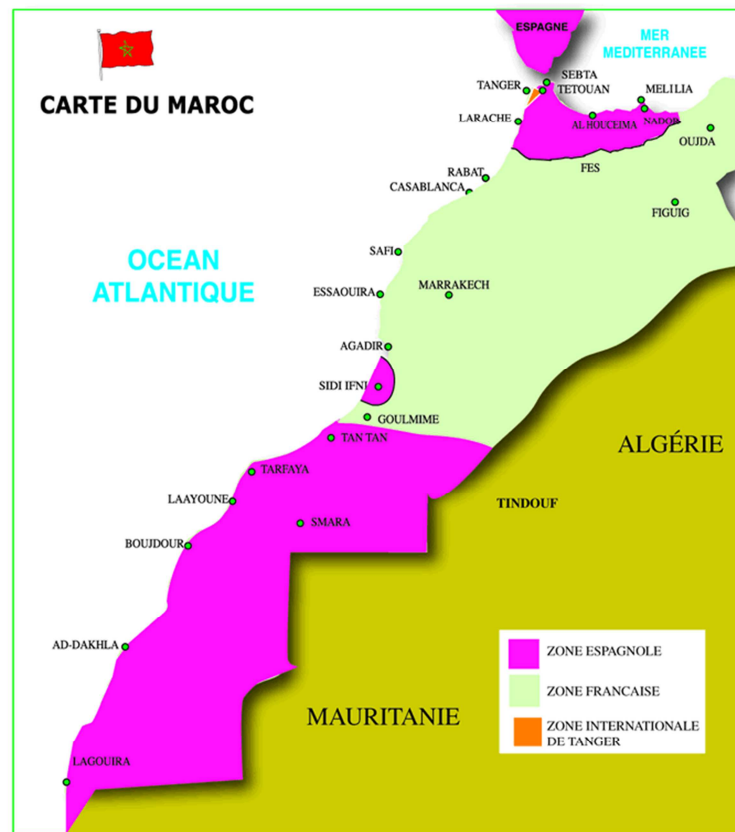 ESPAGNE
MER
MEDITERRANEE
CARTE DU MAROC
SEBTA
TANGER
TETOUAN
MELILIA
LARACHE
AL HOUCEIMA
NADOR
OUJDA
FES
RABAT
CASABLANCA
FIGUIG
OCEAN
ATLANTIQUE
SAFI
ESSAOUIRA
MARRAKECH
AGADIR
SIDI IFNI
GOULMIME
TAN TAN
ALGÉRIE
TARFAYA
LAAYOUNE
TINDOUF
SMARA
BOUJDOUR
AD-DAKHLA
ZONE ESPAGNOLE
ZONE FRANCAISE
ZONE INTERNATIONALE
DE TANGER
MAURITANIE
LAGOUIRA